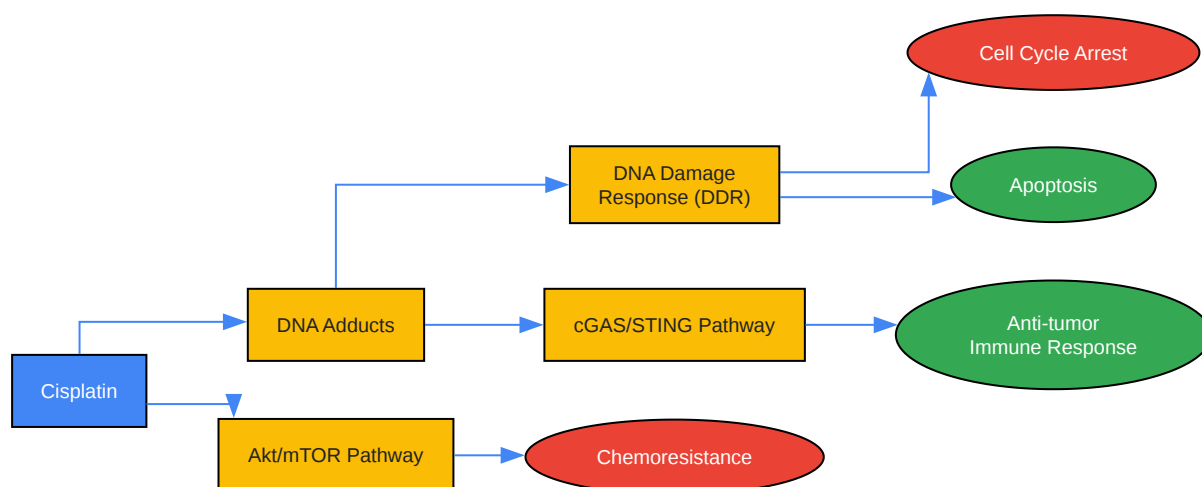 Cell Cycle Arrest
DNA Damage
Response (DDR)
Apoptosis
DNA Adducts
cGAS/STING Pathway
Anti-tumor
Immune Response
Cisplatin
Akt/mTOR Pathway
Chemoresistance